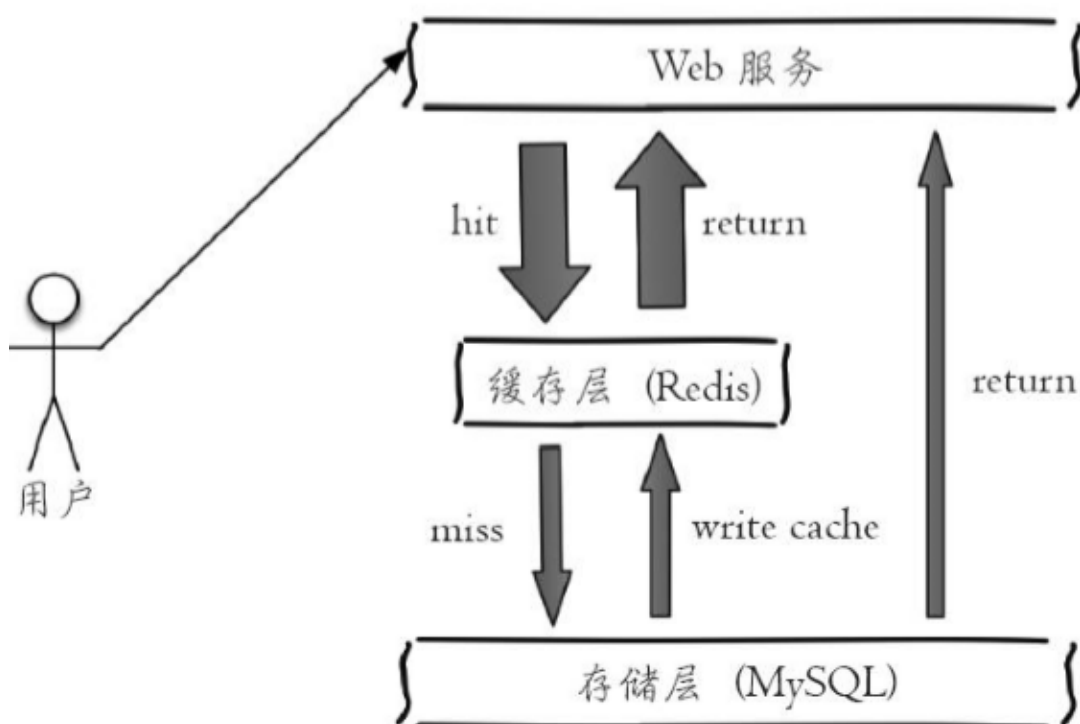 Web 服务
hit
return
缓存层 (Redis)
return
用户
miss
write cache
存储层 (MySQL)